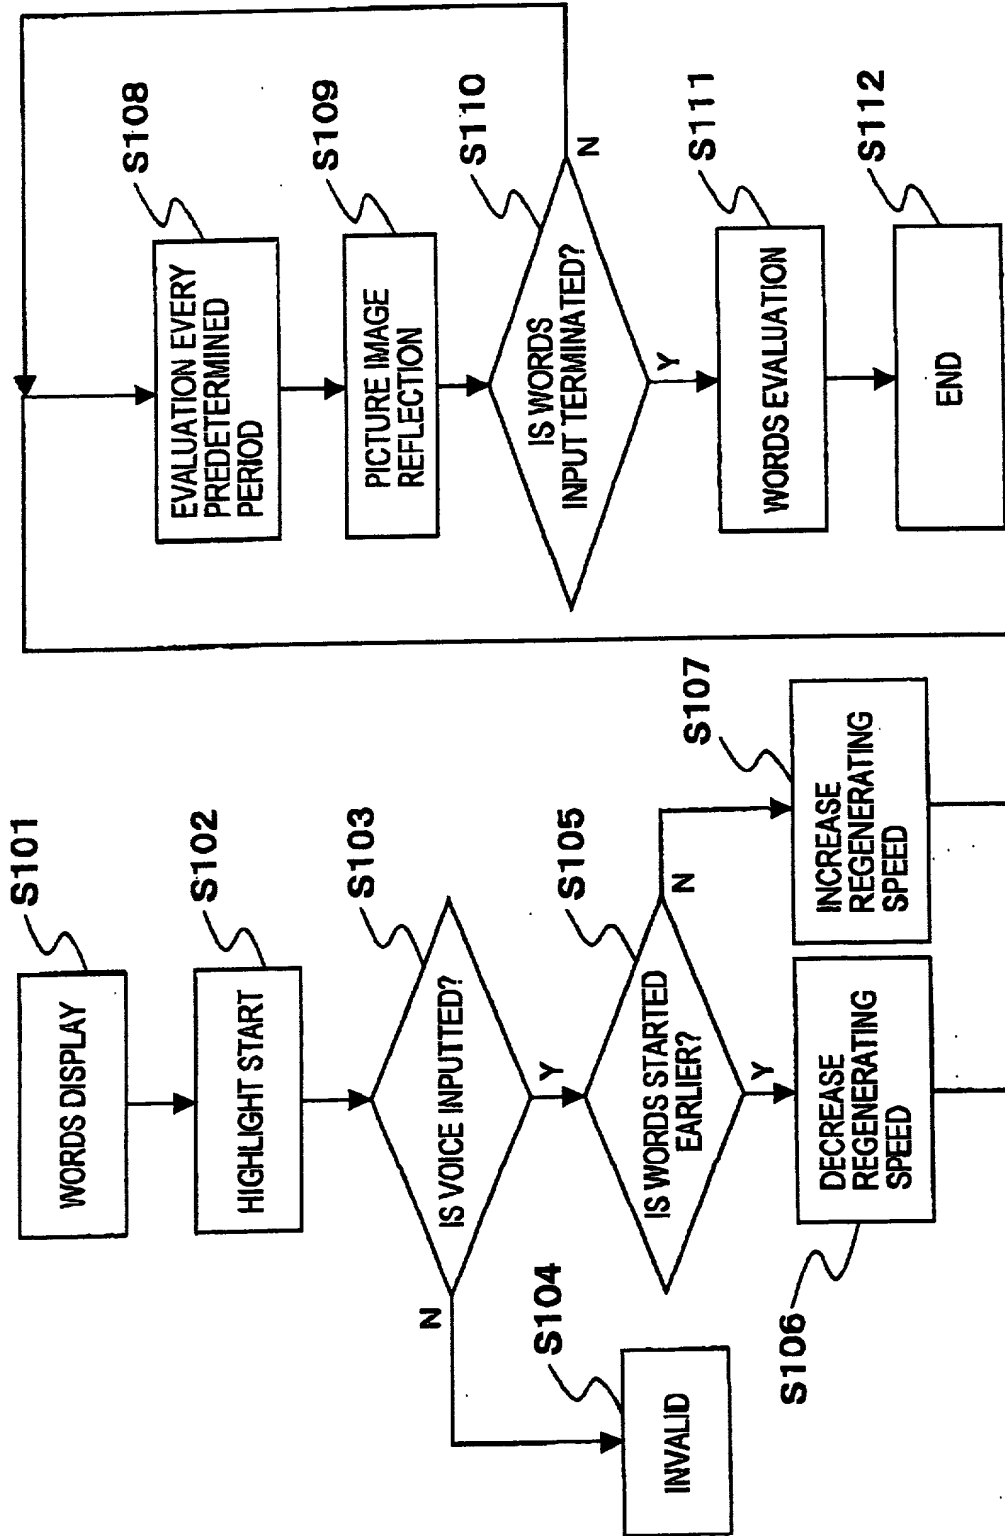 S101
WORDS DISPLAY
S102
HIGHLIGHT START
S103
IS VOICE INPUTTED?
N
Y
S104
INVALID
S105
IS WORDS STARTED
EARLIER?
N
Y
S106
DECREASE
REGENERATING
SPEED
S107
INCREASE
REGENERATING
SPEED
S108
EVALUATION EVERY
PREDETERMINED
PERIOD
S109
PICTURE IMAGE
REFLECTION
S110
IS WORDS
INPUT TERMINATED?
N
Y
S111
WORDS EVALUATION
S112
END